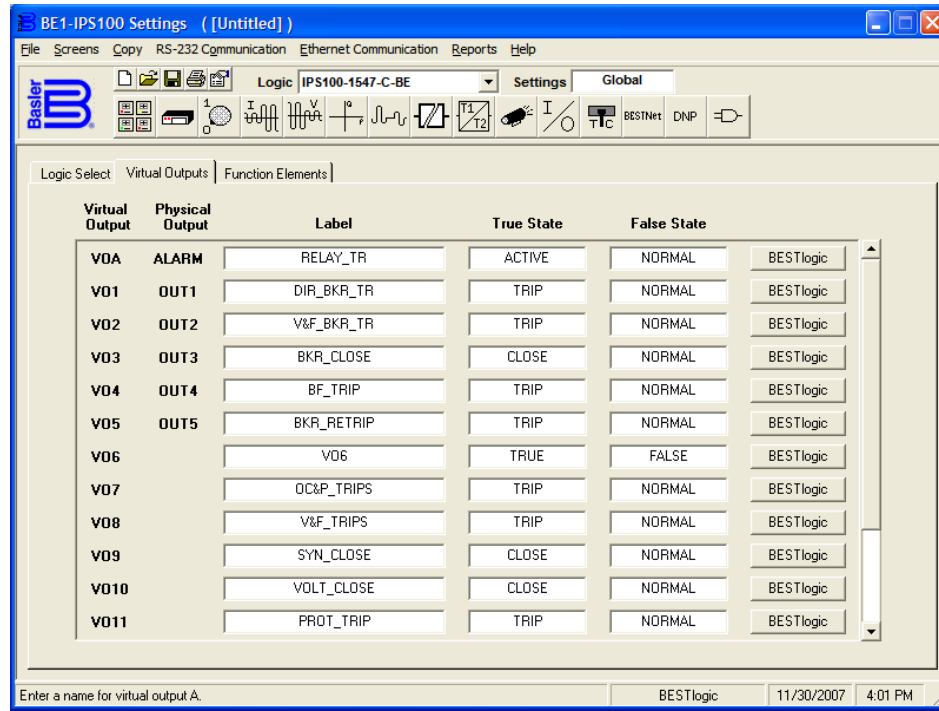 BE1-IPS100 Settings ( [Untitled] )
File Screens Copy RS-232 Communication Ethernet Communication Reports Help
Basler
Logic IPS100-1547-C-BE Settings Global
1 0 I V T1 T2 I O TTC BESTNet DNP
Logic Select Virtual Outputs Function Elements
Virtual Output Physical Output Label True State False State
VOA ALARM RELAY_TR ACTIVE NORMAL BESTlogic
VO1 OUT1 DIR_BKR_TR TRIP NORMAL BESTlogic
VO2 OUT2 V&F_BKR_TR TRIP NORMAL BESTlogic
VO3 OUT3 BKR_CLOSE CLOSE NORMAL BESTlogic
VO4 OUT4 BF_TRIP TRIP NORMAL BESTlogic
VO5 OUT5 BKR_RETRIP TRIP NORMAL BESTlogic
VO6 VO6 TRUE FALSE BESTlogic
VO7 OC&P_TRIPS TRIP NORMAL BESTlogic
VO8 V&F_TRIPS TRIP NORMAL BESTlogic
VO9 SYN_CLOSE CLOSE NORMAL BESTlogic
VO10 VOLT_CLOSE CLOSE NORMAL BESTlogic
VO11 PROT_TRIP TRIP NORMAL BESTlogic
Enter a name for virtual output A. BESTlogic 11/30/2007 4:01 PM